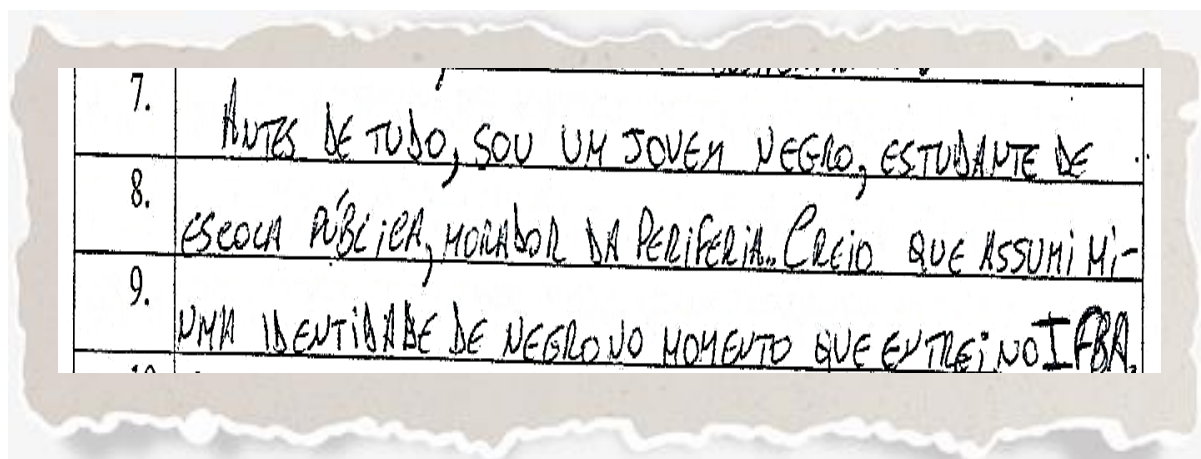 7. ANTES DE TUDO, SOU UM JOVEM NEGRO, ESTUDANTE DE
8. ESCOLA PÚBLICA, MORADOR DA PERIFERIA. CREIO QUE ASSUMI MI-
9. NHA IDENTIDADE DE NEGRO NO MOMENTO QUE ENTREI NO IFBA.